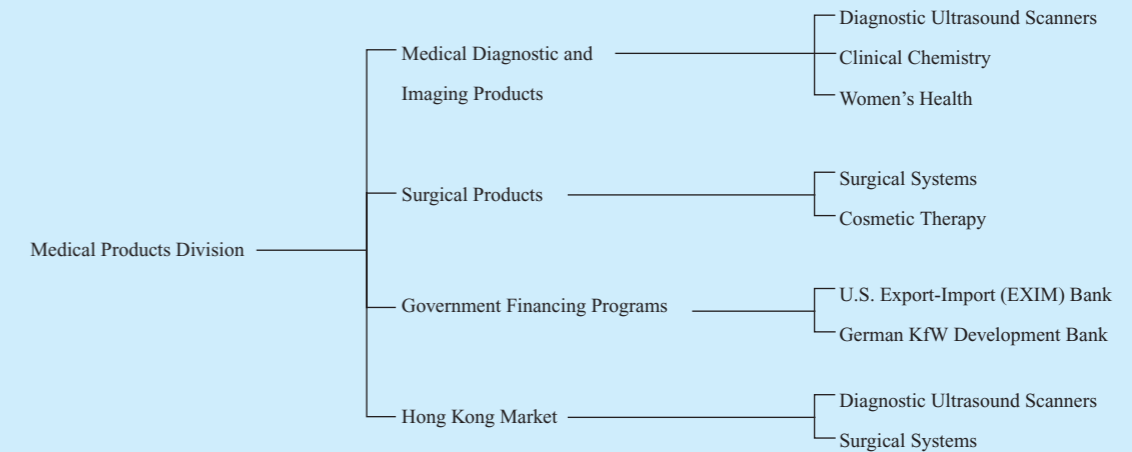 Medical Products Division
Medical Diagnostic and
Imaging Products
Diagnostic Ultrasound Scanners
Clinical Chemistry
Women’s Health
Surgical Products
Surgical Systems
Cosmetic Therapy
Government Financing Programs
U.S. Export-Import (EXIM) Bank
German KfW Development Bank
Hong Kong Market
Diagnostic Ultrasound Scanners
Surgical Systems